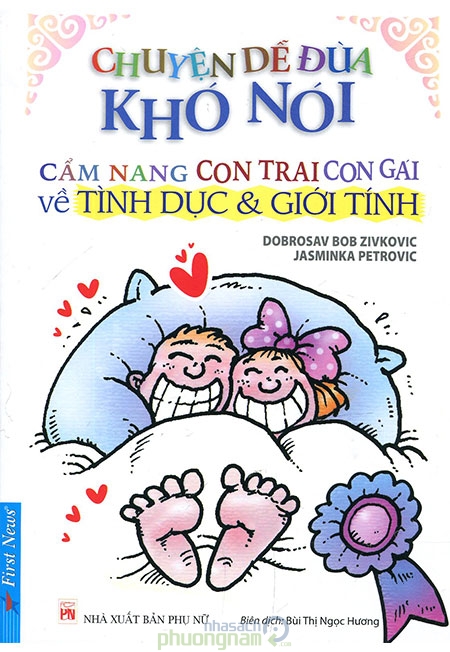 CHUYỆN DỄ ĐÙA
KHÓ NÓI
CẨM NANG CON TRAI CON GÁI
VỀ TÌNH DỤC & GIỚI TÍNH
DOBROSAV BOB ZIVKOVIC
JASMINKA PETROVIC
First News
PN
NHÀ XUẤT BẢN PHỤ NỮ
Biên dịch: Bùi Thị Ngọc Hương
nhasach
phuongnam